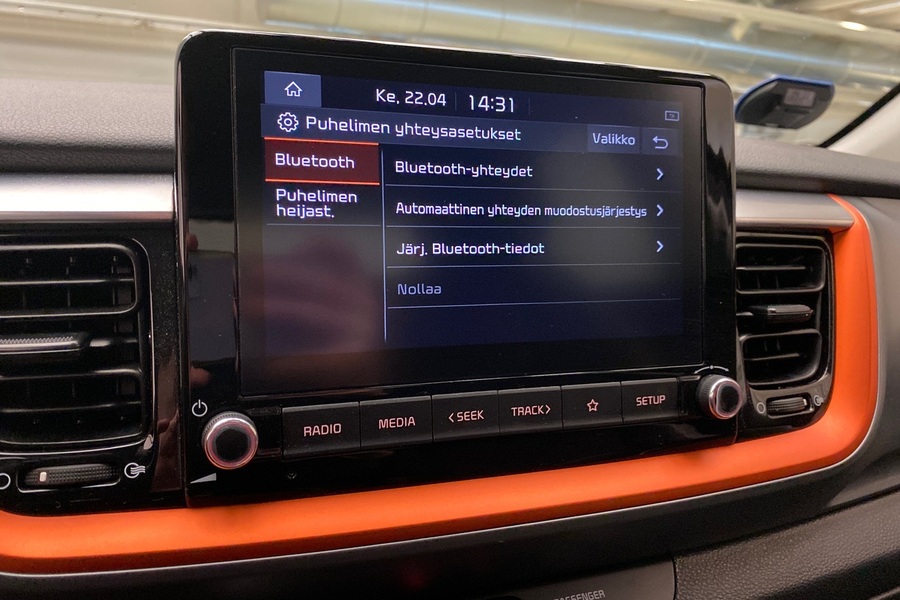 Ke, 22.04 14:31
Puhelimen yhteysasetukset Valikko
Bluetooth
Puhelimen
heijast.
Bluetooth-yhteydet
Automaattinen yhteyden muodostusjärjestys
Järj. Bluetooth-tiedot
Nollaa
RADIO MEDIA <SEEK TRACK> SETUP
PASSENGER